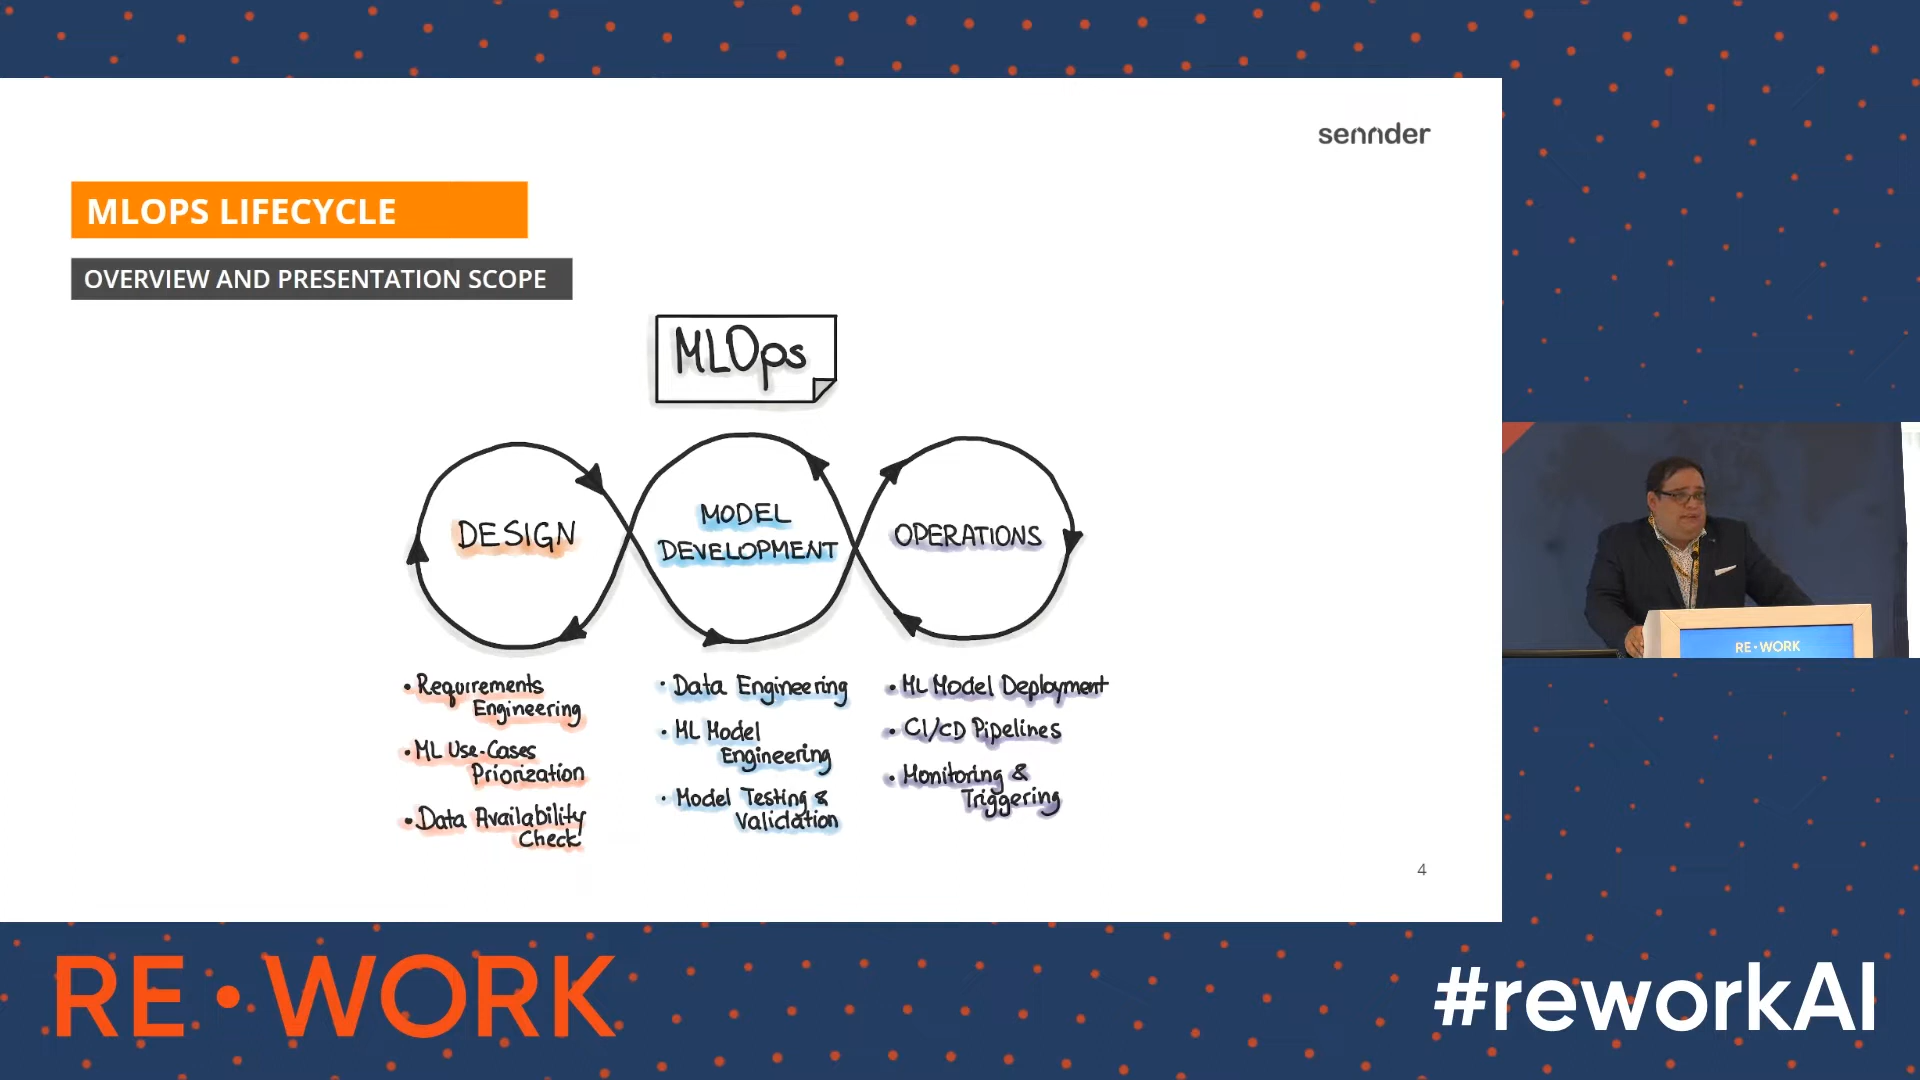 sennder
MLOPS LIFECYCLE
OVERVIEW AND PRESENTATION SCOPE
MLOps
DESIGN
MODEL
DEVELOPMENT
OPERATIONS
• Requirements
Engineering
• ML Use-Cases
Priorization
• Data Availability
Check
• Data Engineering
• ML Model
Engineering
• Model Testing &
Validation
• ML Model Deployment
• CI/CD Pipelines
• Monitoring &
Triggering
4
RE•WORK
RE•WORK
#reworkAI